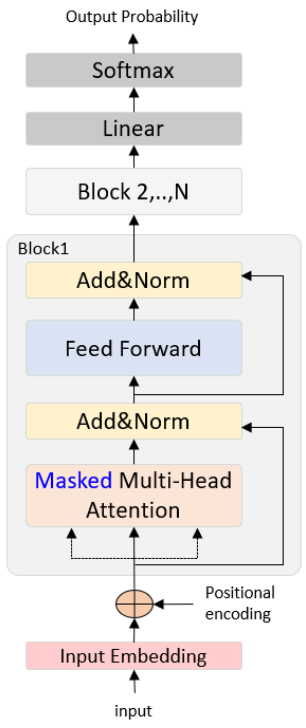 Output Probability
Softmax
Linear
Block 2,..,N
Block1
Add&Norm
Feed Forward
Add&Norm
Masked Multi-Head
Attention
Positional
encoding
Input Embedding
input